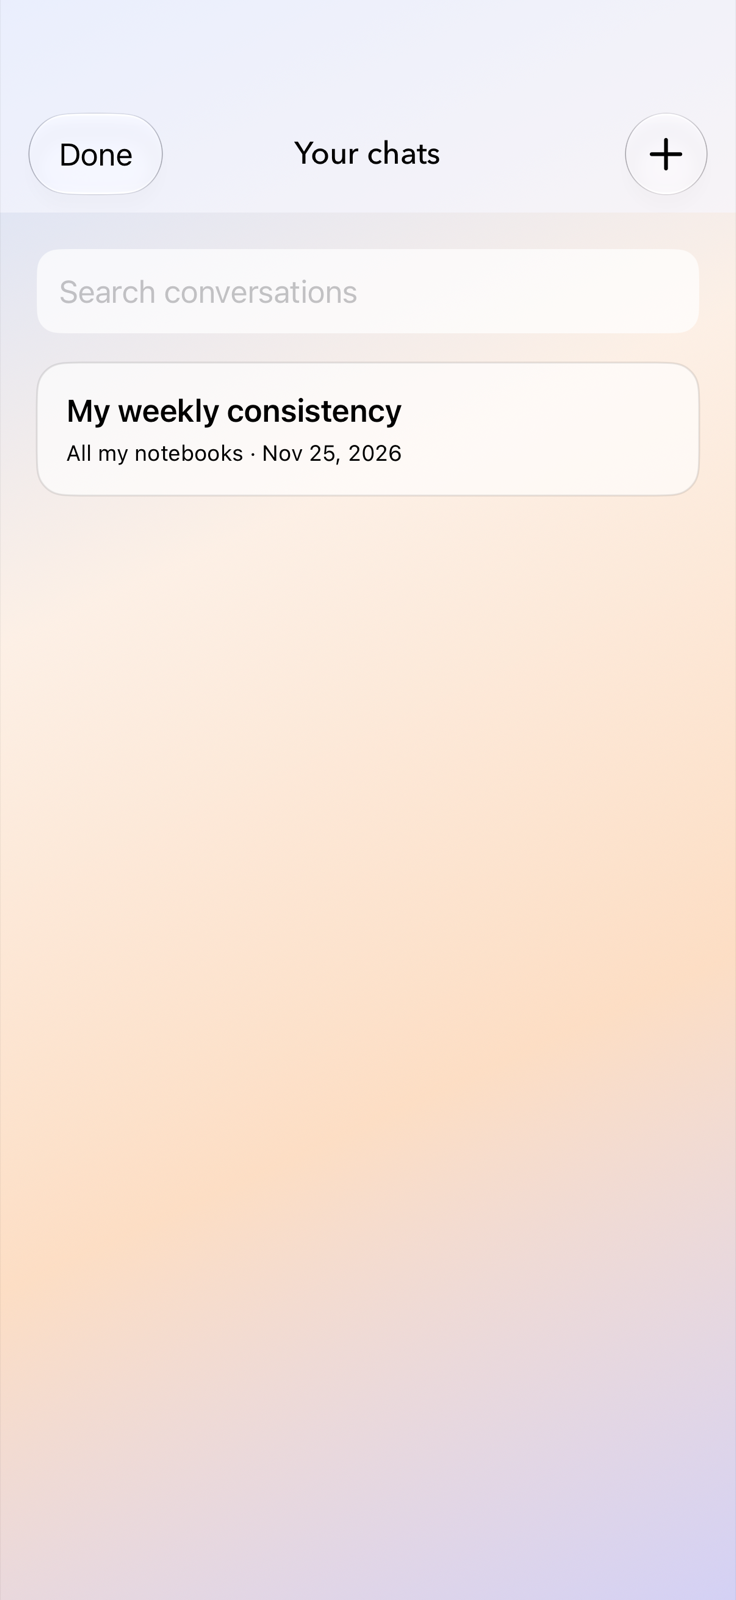 Done
Your chats
Search conversations
My weekly consistency
All my notebooks · Nov 25, 2026